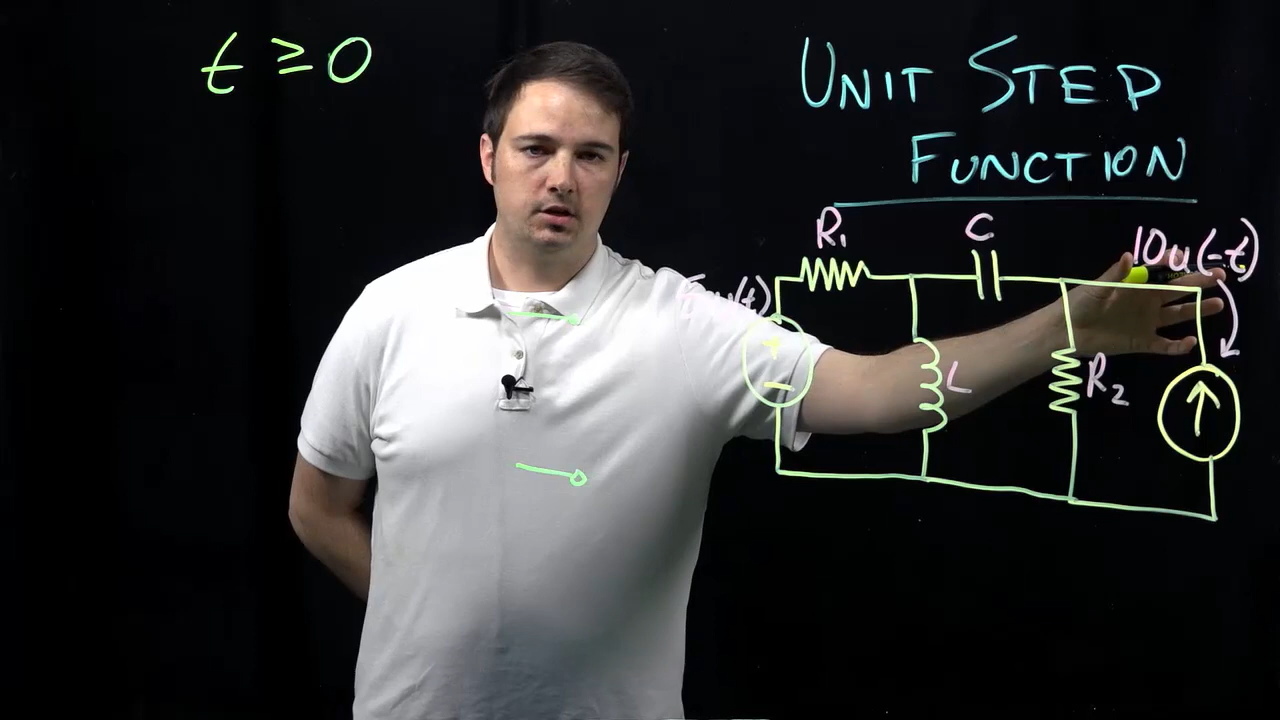 t ≥ 0
UNIT STEP
FUNCTION
R₁
C
10u(-t)
u(t)
+
-
L
R₂